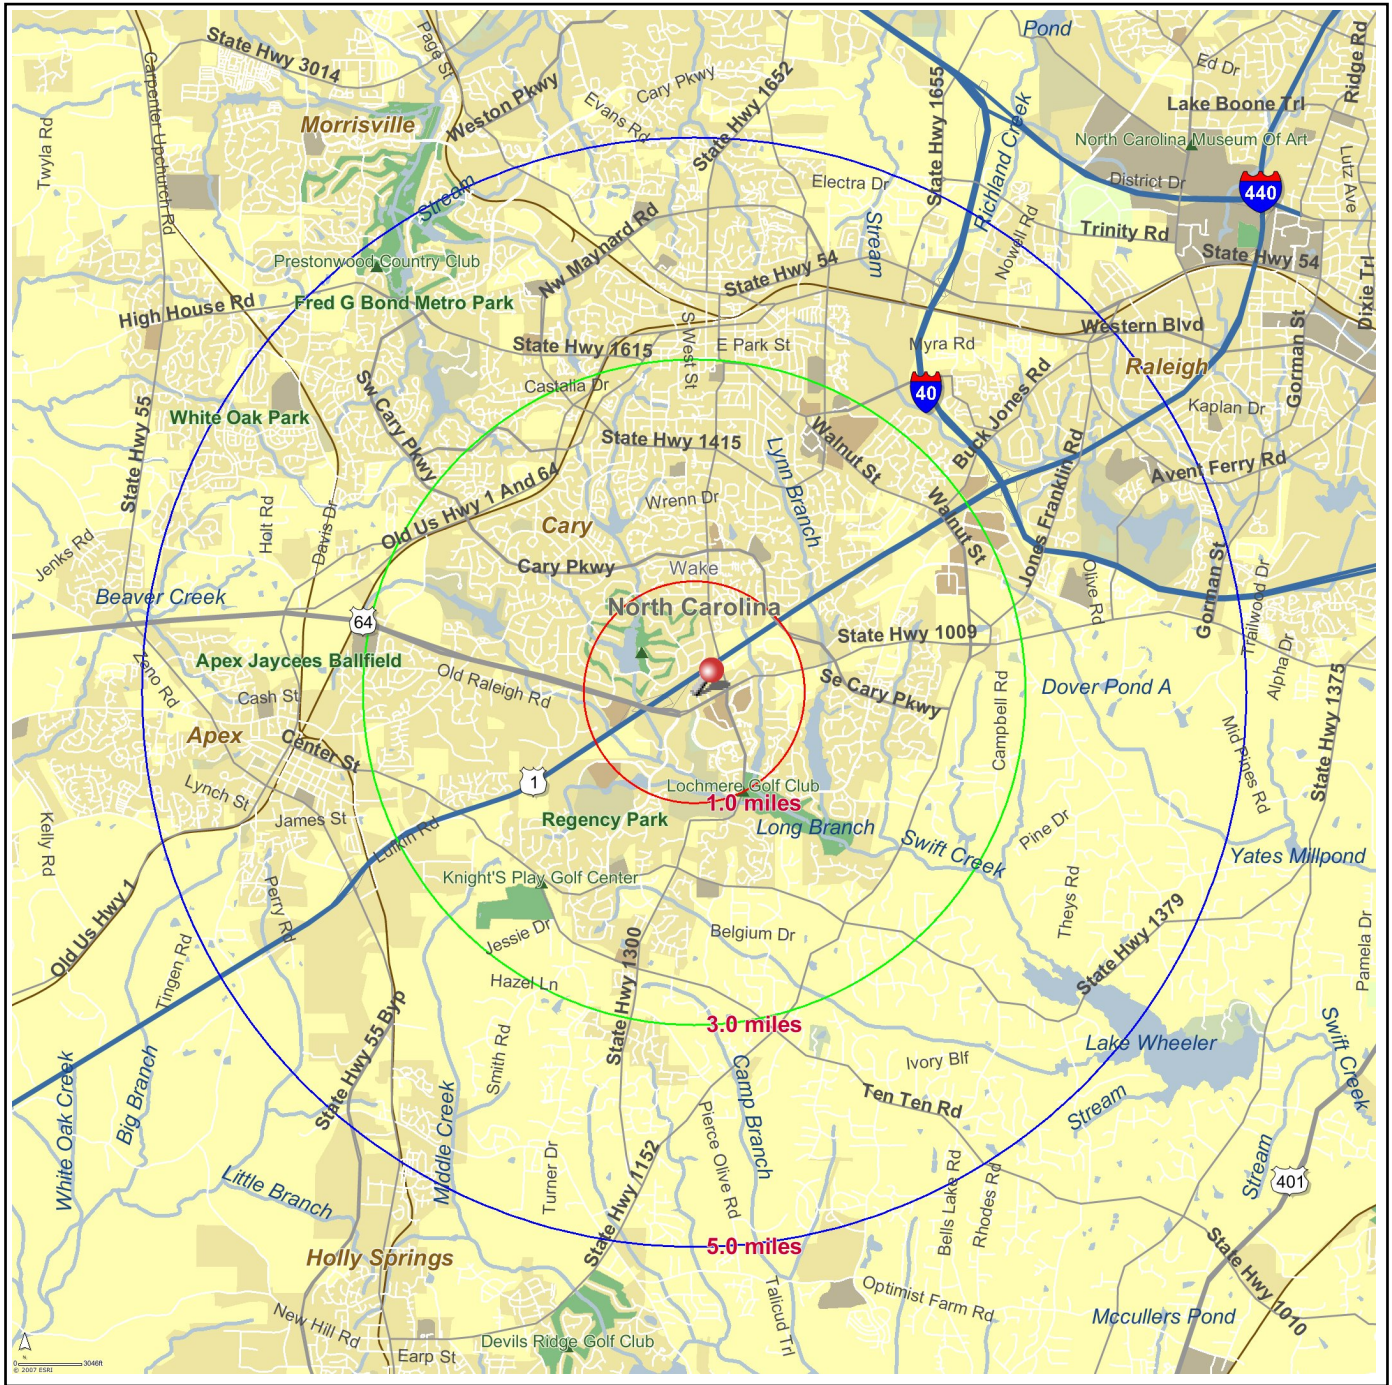 Pond
State Hwy 3014
Page St
Ridge Rd
Ed Dr
Carpenter Upchurch Rd
Weston Pkwy
Cary Pkwy
State Hwy 1652
State Hwy 1655
Lake Boone Trl
Evans Rd
Morrisville
Richland Creek
North Carolina Museum Of Art
Twyla Rd
Lutz Ave
Electra Dr
District Dr
440
Stream
Stream
Nowell Rd
Trinity Rd
Nw Maynard Rd
State Hwy 54
Prestonwood Country Club
State Hwy 54
Dixie Trl
Fred G Bond Metro Park
High House Rd
S West St
Western Blvd
State Hwy 1615
E Park St
Myra Rd
Gorman St
Raleigh
Castalia Dr
40
Sw Cary Pkwy
Buck Jones Rd
Kaplan Dr
White Oak Park
State Hwy 55
State Hwy 1415
Walnut St
Lynn Branch
Jones Franklin Rd
Avent Ferry Rd
Old Us Hwy 1 And 64
Wrenn Dr
Holt Rd
Davis Dr
Cary
Walnut St
Jenks Rd
Cary Pkwy
Wake
Olive Rd
Gorman St
Trailwood Dr
Beaver Creek
North Carolina
64
State Hwy 1009
Zeno Rd
Apex Jaycees Ballfield
Old Raleigh Rd
Se Cary Pkwy
Campbell Rd
Dover Pond A
Alpha Dr
State Hwy 1375
Cash St
Apex
Center St
Mid Pines Rd
1
Lynch St
Lochmere Golf Club
1.0 miles
James St
Regency Park
Long Branch
Lufkin Rd
Kelly Rd
Swift Creek
Pine Dr
Yates Millpond
Knight'S Play Golf Center
Perry Rd
Theys Rd
Old Us Hwy 1
Jessie Dr
Belgium Dr
State Hwy 1379
Pamela Dr
Tingen Rd
State Hwy 1300
Hazel Ln
3.0 miles
State Hwy 55 Byp
Lake Wheeler
Swift Creek
Smith Rd
Ivory Blf
White Oak Creek
Big Branch
Camp Branch
Ten Ten Rd
Stream
Middle Creek
Pierce Olive Rd
Little Branch
Turner Dr
State Hwy 1152
Bells Lake Rd
Rhodes Rd
Stream
401
Holly Springs
5.0 miles
State Hwy 1010
Talicud Trl
Optimist Farm Rd
Mccullers Pond
New Hill Rd
Devils Ridge Golf Club
Earp St
N
0 3046ft
© 2007 ESRI